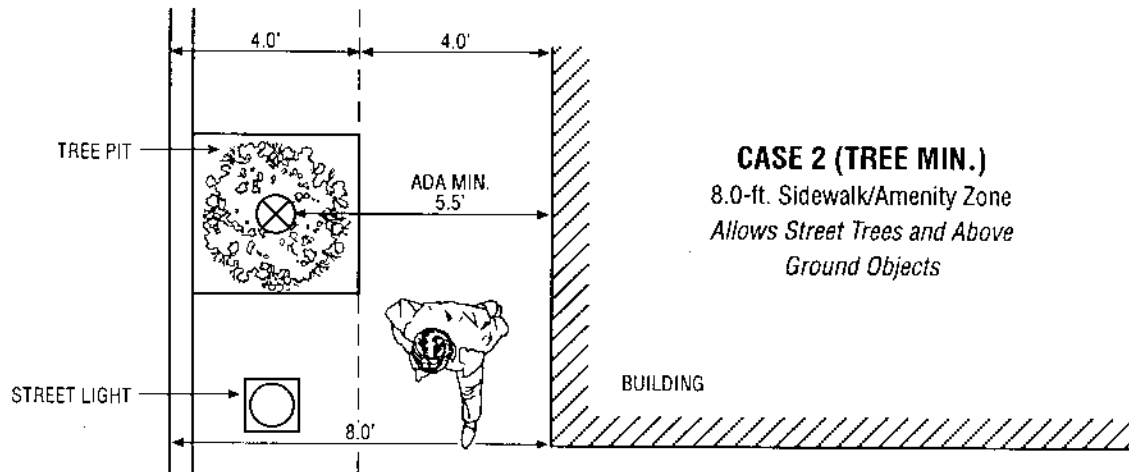 4.0' 4.0'
TREE PIT
ADA MIN.
5.5'
CASE 2 (TREE MIN.)
8.0-ft. Sidewalk/Amenity Zone
Allows Street Trees and Above
Ground Objects
STREET LIGHT
BUILDING
8.0'